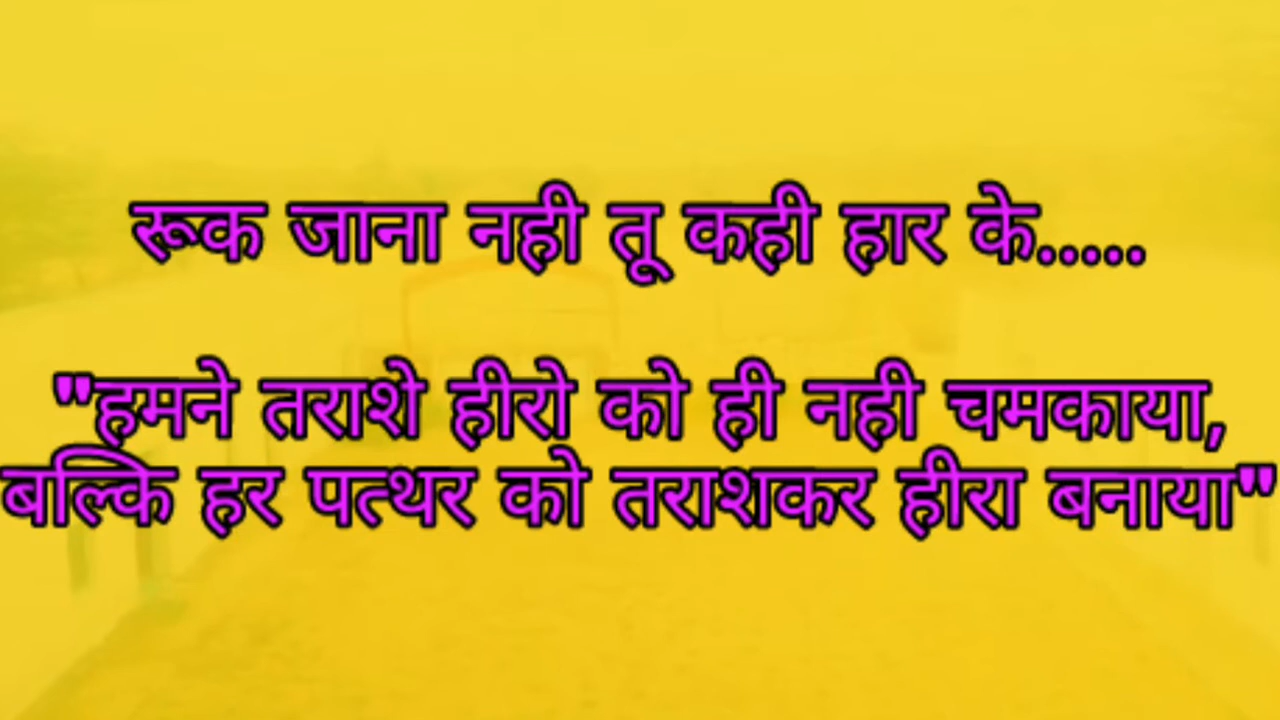 रूक जाना नही तू कही हार के.....
"हमने तराशे हीरो को ही नही चमकाया,
बल्कि हर पत्थर को तराशकर हीरा बनाया"